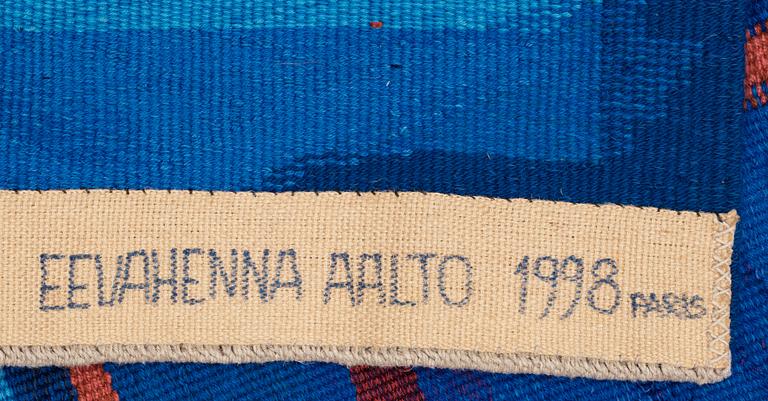 EEVAHENNA AALTO 1998 PARIS